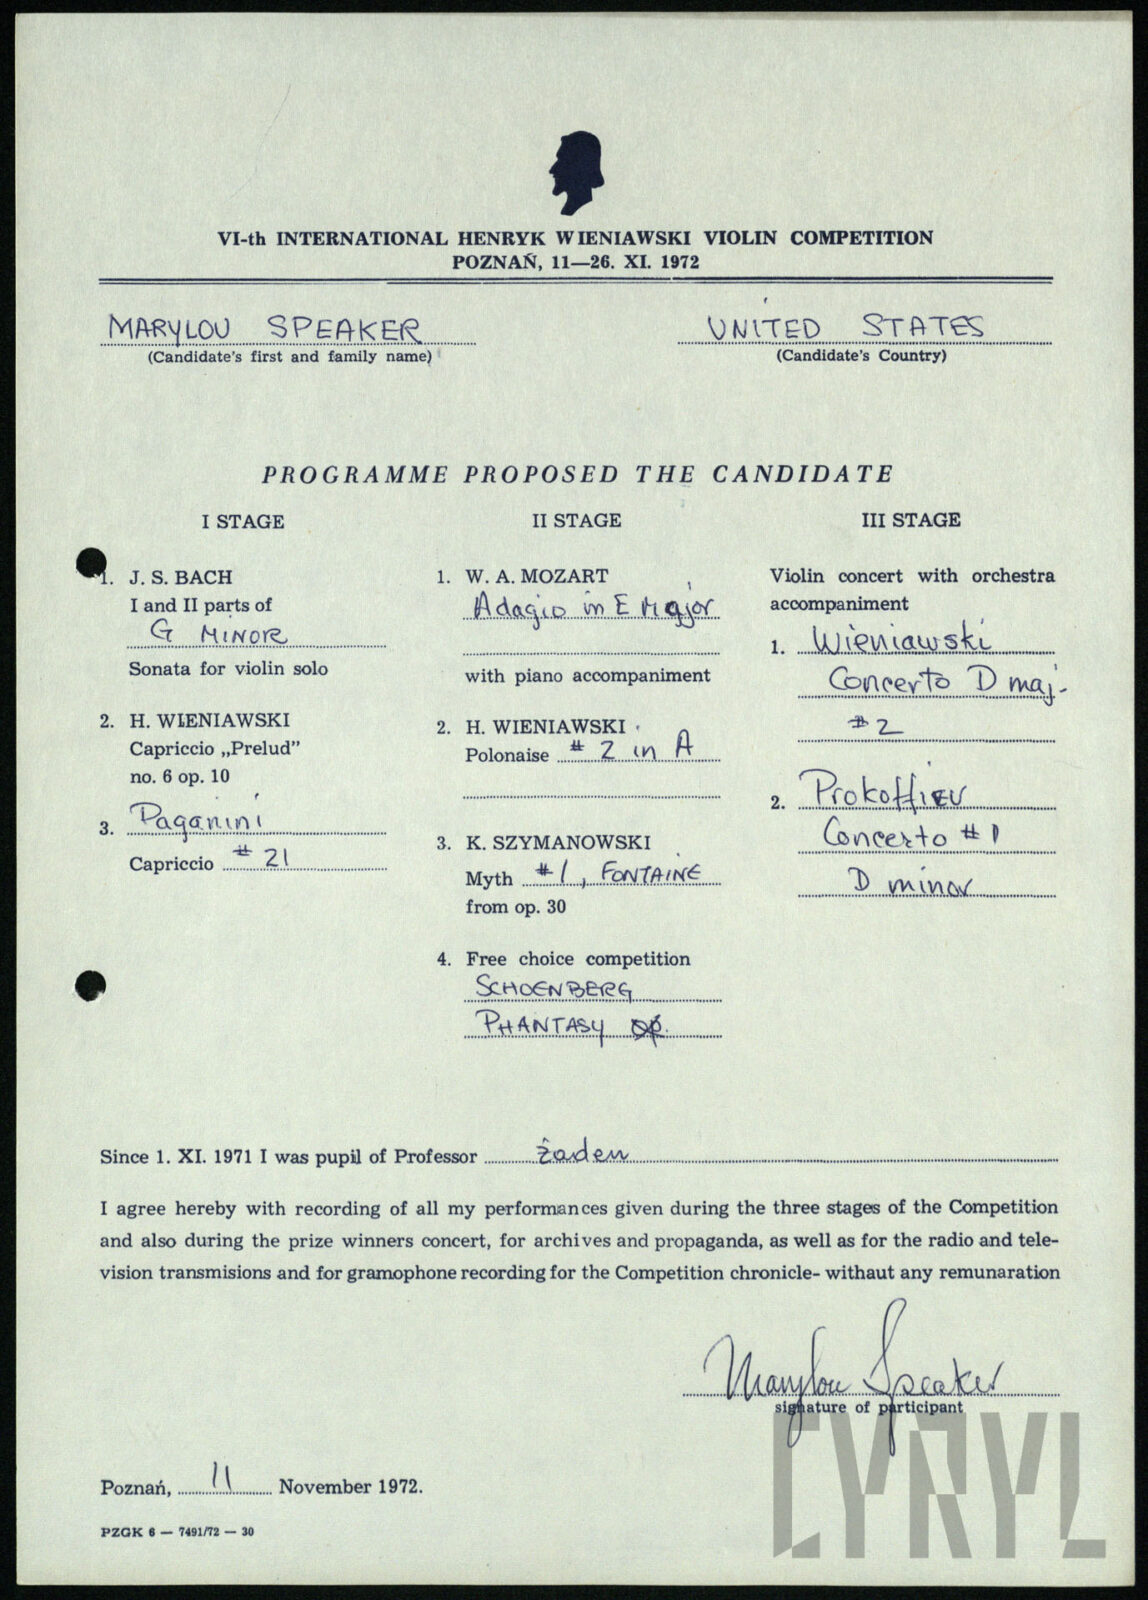 VI-th INTERNATIONAL HENRYK WIENIAWSKI VIOLIN COMPETITION
POZNAŃ, 11—26. XI. 1972
MARYLOU SPEAKER
(Candidate's first and family name)
UNITED STATES
(Candidate's Country)
PROGRAMME PROPOSED THE CANDIDATE
I STAGE
1. J. S. BACH
I and II parts of
G MINOR
Sonata for violin solo
2. H. WIENIAWSKI
Capriccio „Prelud”
no. 6 op. 10
3. Paganini
Capriccio # 21
II STAGE
1. W. A. MOZART
Adagio in E Major
with piano accompaniment
2. H. WIENIAWSKI
Polonaise # 2 in A
3. K. SZYMANOWSKI
Myth #1, FONTAINE
from op. 30
4. Free choice competition
SCHOENBERG
PHANTASY op.
III STAGE
Violin concert with orchestra
accompaniment
1. Wieniawski
Concerto D maj.
#2
2. Prokoffiev
Concerto #1
D minor
Since 1. XI. 1971 I was pupil of Professor żaden
I agree hereby with recording of all my performances given during the three stages of the Competition
and also during the prize winners concert, for archives and propaganda, as well as for the radio and tele-
vision transmisions and for gramophone recording for the Competition chronicle- withaut any remunaration
Marylou Speaker
signature of participant
Poznań, 11 November 1972.
PZGK 6 — 7491/72 — 30
CYRYL